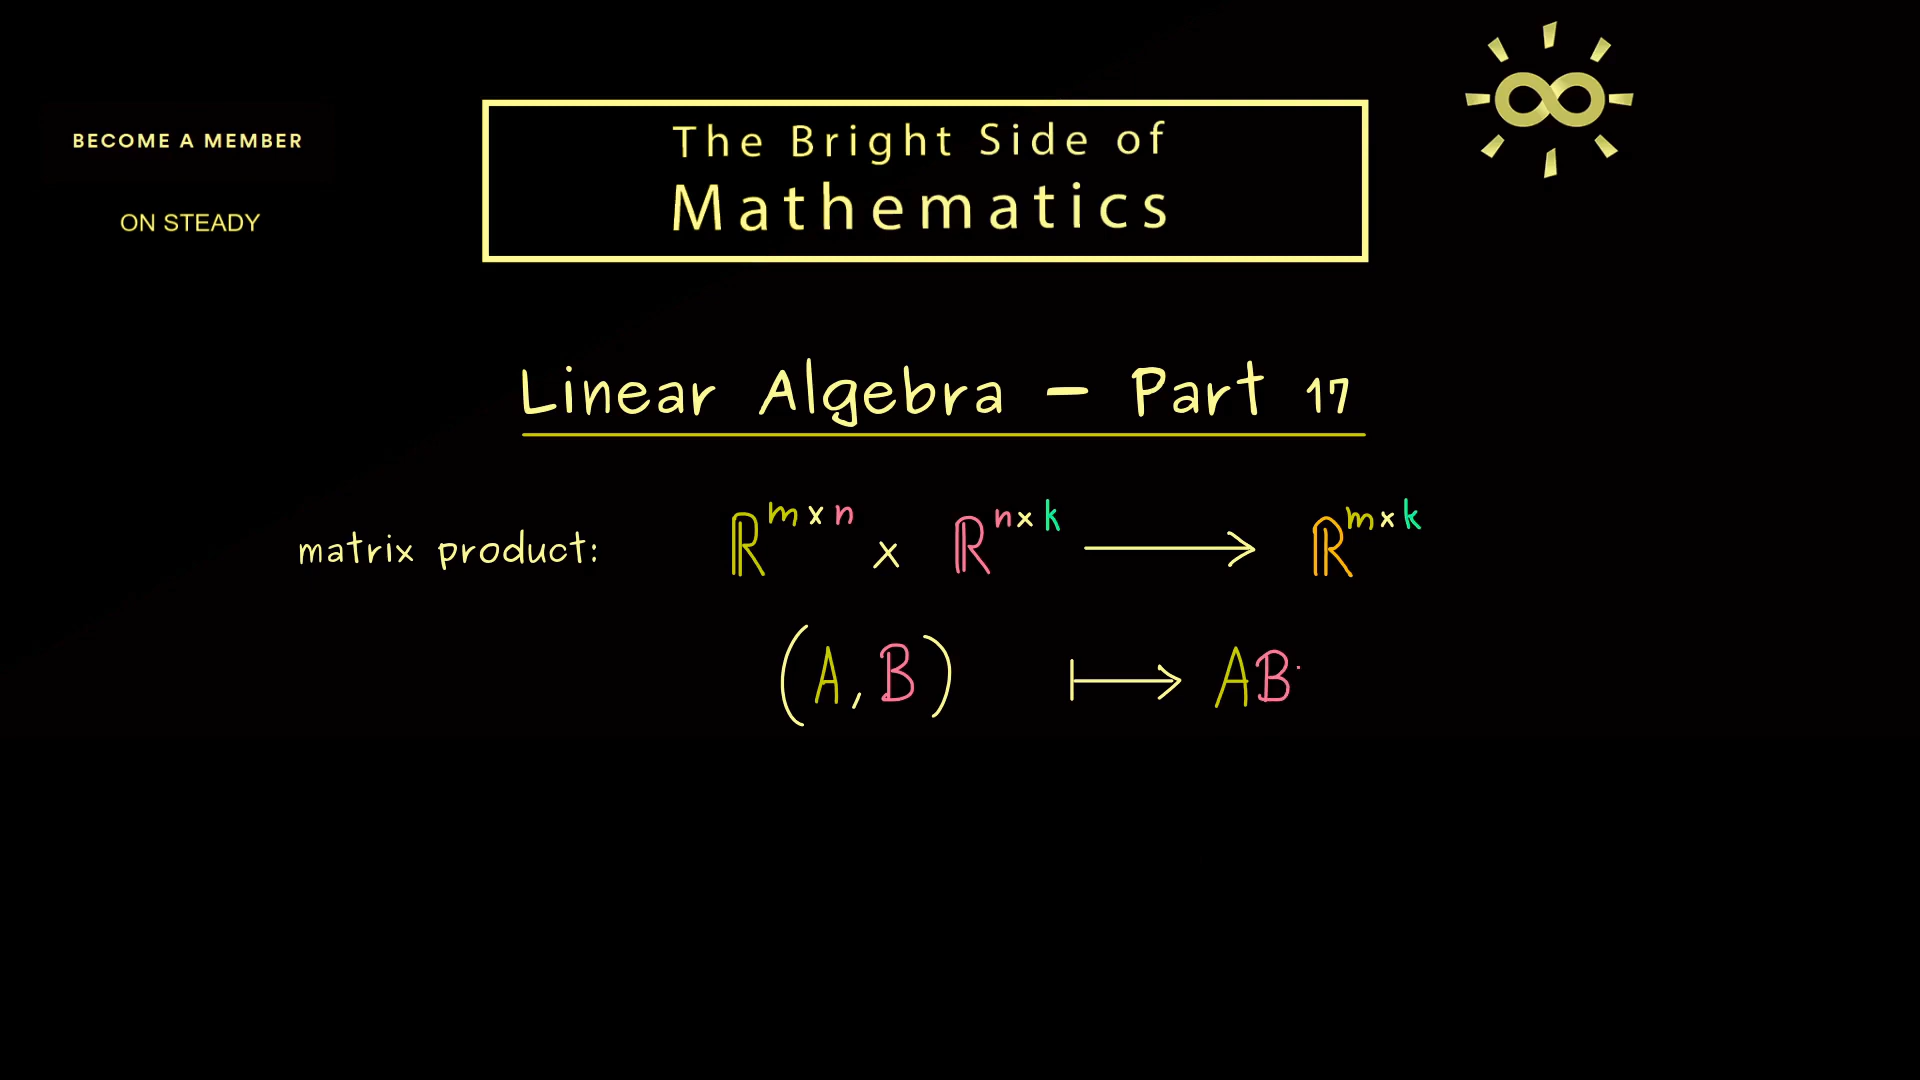 BECOME A MEMBER
ON STEADY
The Bright Side of
Mathematics
Linear Algebra – Part 17
matrix product: ℝ^{m×n} × ℝ^{n×k} ⟶ ℝ^{m×k}
(A, B) ⟼ AB